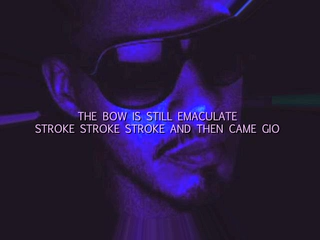 THE BOW IS STILL EMACULATE
STROKE STROKE STROKE AND THEN CAME GIO